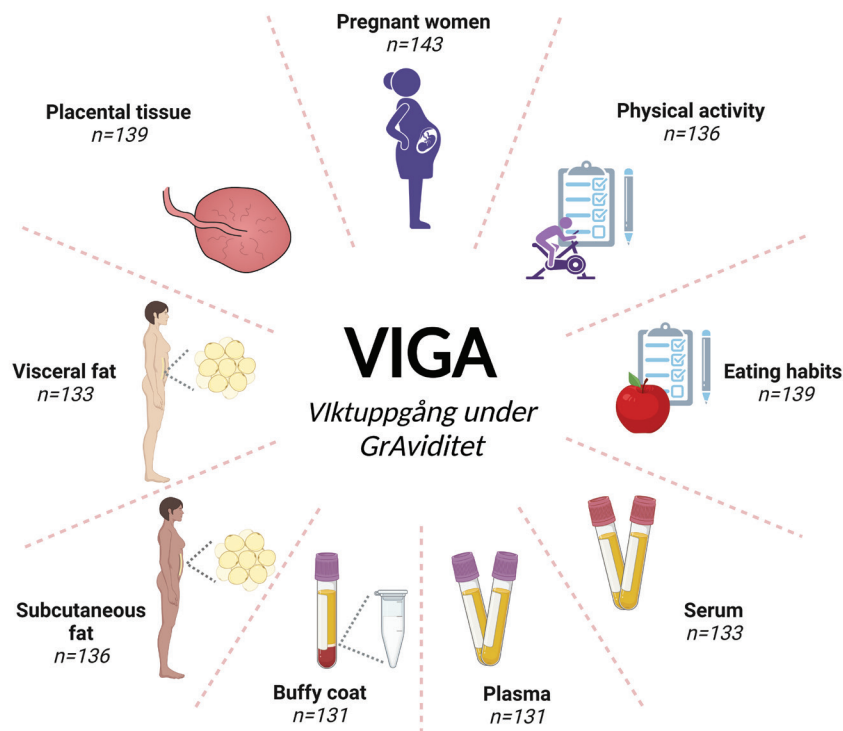 Pregnant women
n=143
Placental tissue
n=139
Physical activity
n=136
VIGA
VIktuppgång under
GrAviditet
Visceral fat
n=133
Eating habits
n=139
Subcutaneous
fat
n=136
Buffy coat
n=131
Plasma
n=131
Serum
n=133